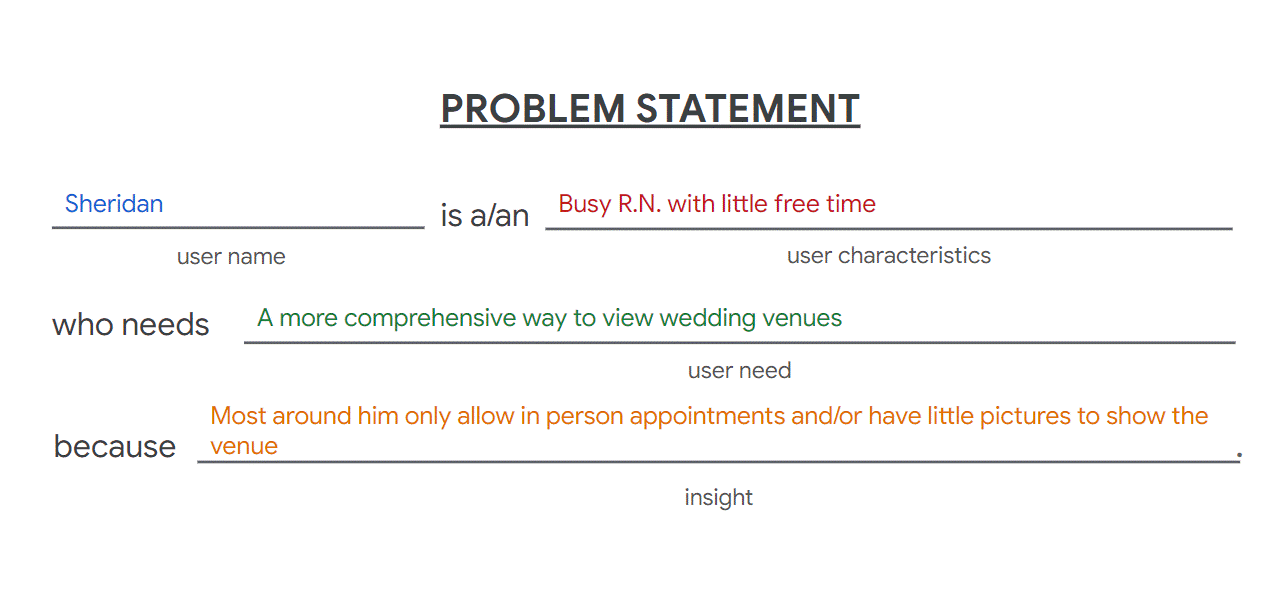 PROBLEM STATEMENT
Sheridan is a/an Busy R.N. with little free time
user name user characteristics
who needs A more comprehensive way to view wedding venues
user need
because Most around him only allow in person appointments and/or have little pictures to show the
venue .
insight